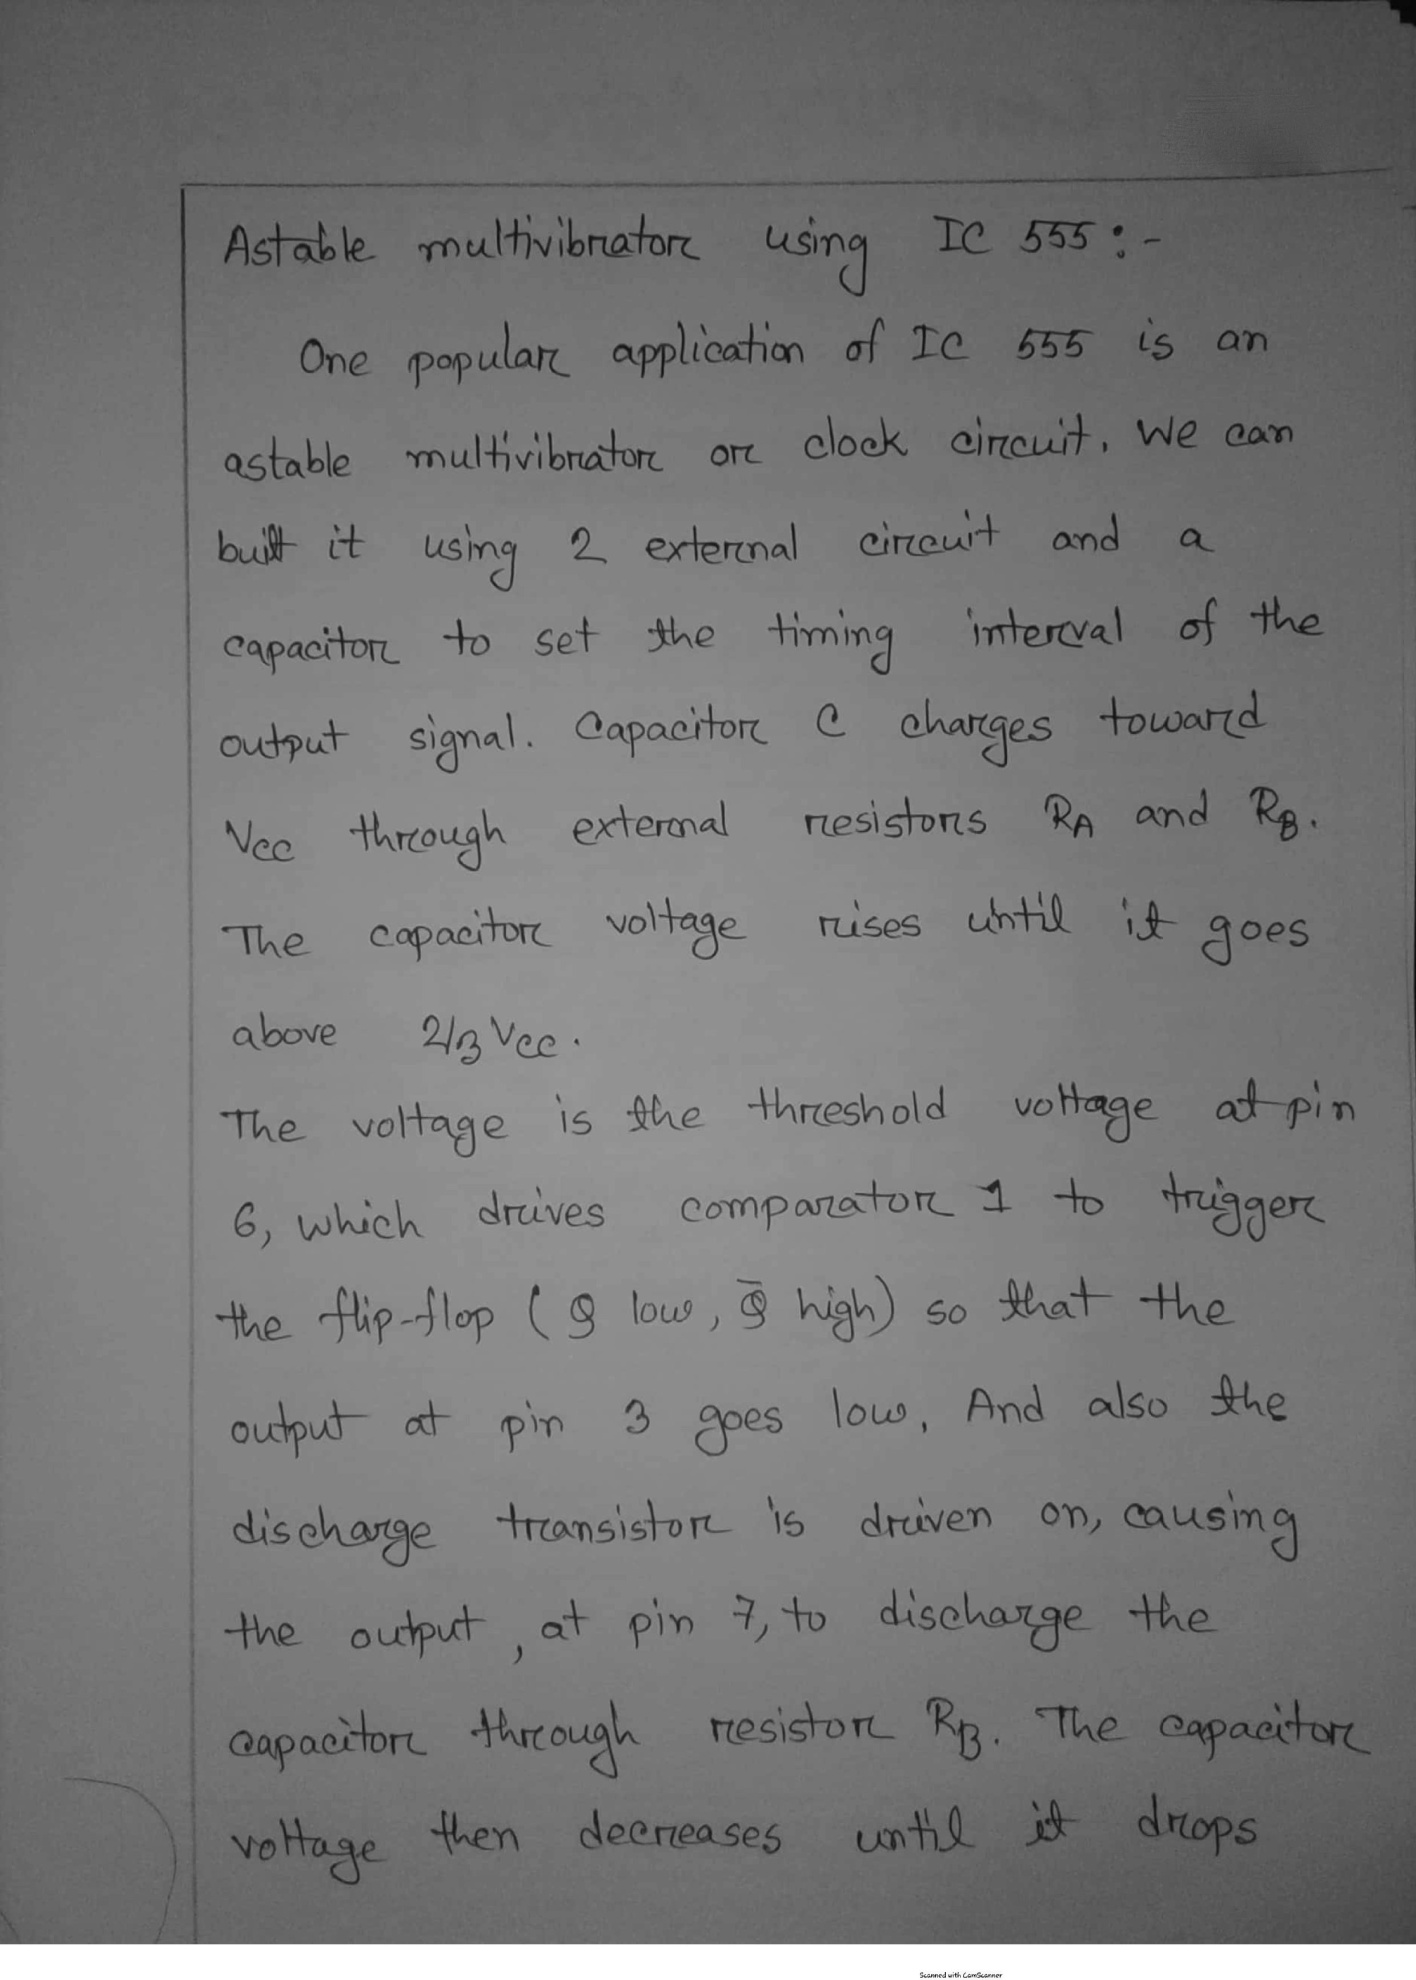 Astable multivibrator using IC 555:-
One popular application of IC 555 is an
astable multivibrator or clock circuit. We can
built it using 2 external circuit and a
capacitor to set the timing interval of the
output signal. Capacitor C charges toward
Vcc through external resistors RA and RB.
The capacitor voltage rises until it goes
above 2/3 Vcc.
The voltage is the threshold voltage at pin
6, which drives comparator 1 to trigger
the flip-flop (Q low, Q̄ high) so that the
output at pin 3 goes low. And also the
discharge transistor is driven on, causing
the output, at pin 7, to discharge the
capacitor through resistor RB. The capacitor
voltage then decreases until it drops
Scanned with CamScanner